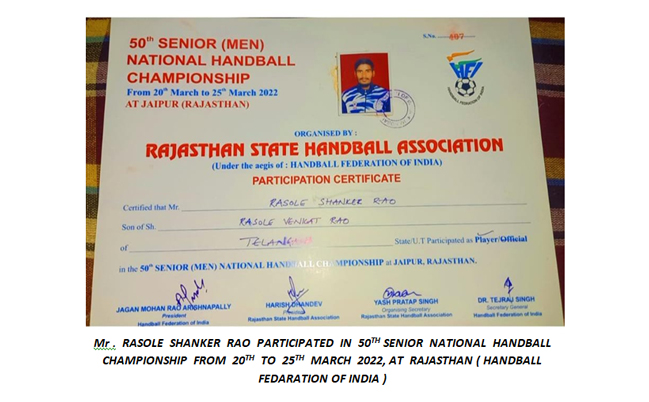 50th SENIOR (MEN)
NATIONAL HANDBALL
CHAMPIONSHIP
From 20th March to 25th March 2022
AT JAIPUR (RAJASTHAN)
S.No. 407
HANDBALL FEDERATION OF INDIA
ORGANISED BY :
RAJASTHAN STATE HANDBALL ASSOCIATION
(Under the aegis of : HANDBALL FEDERATION OF INDIA)
PARTICIPATION CERTIFICATE
Certified that Mr. RASOLE SHANKER RAO
Son of Sh. RASOLE VENKAT RAO
of TELANGANA State/U.T Participated as Player/Official
in the 50th SENIOR (MEN) NATIONAL HANDBALL CHAMPIONSHIP at JAIPUR, RAJASTHAN.
JAGAN MOHAN RAO ARISHNAPALLY
President
Handball Federation of India
HARISH DHANDEV
President
Rajasthan State Handball Association
YASH PRATAP SINGH
Organising Secretary
Rajasthan State Handball Association
DR. TEJRAJ SINGH
Secretary General
Handball Federation of India
Mr . RASOLE SHANKER RAO PARTICIPATED IN 50TH SENIOR NATIONAL HANDBALL
CHAMPIONSHIP FROM 20TH TO 25TH MARCH 2022, AT RAJASTHAN ( HANDBALL
FEDARATION OF INDIA )